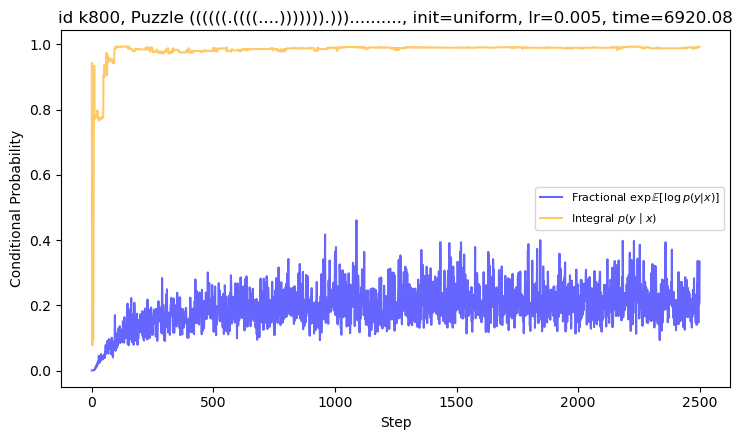 id k800, Puzzle ((((((.((((....))))))).))).........., init=uniform, lr=0.005, time=6920.08
Conditional Probability
1.0
0.8
0.6
0.4
0.2
0.0
Fractional exp𝔼[log p(y|x)]
Integral p(y | x)
0
500
1000
1500
2000
2500
Step